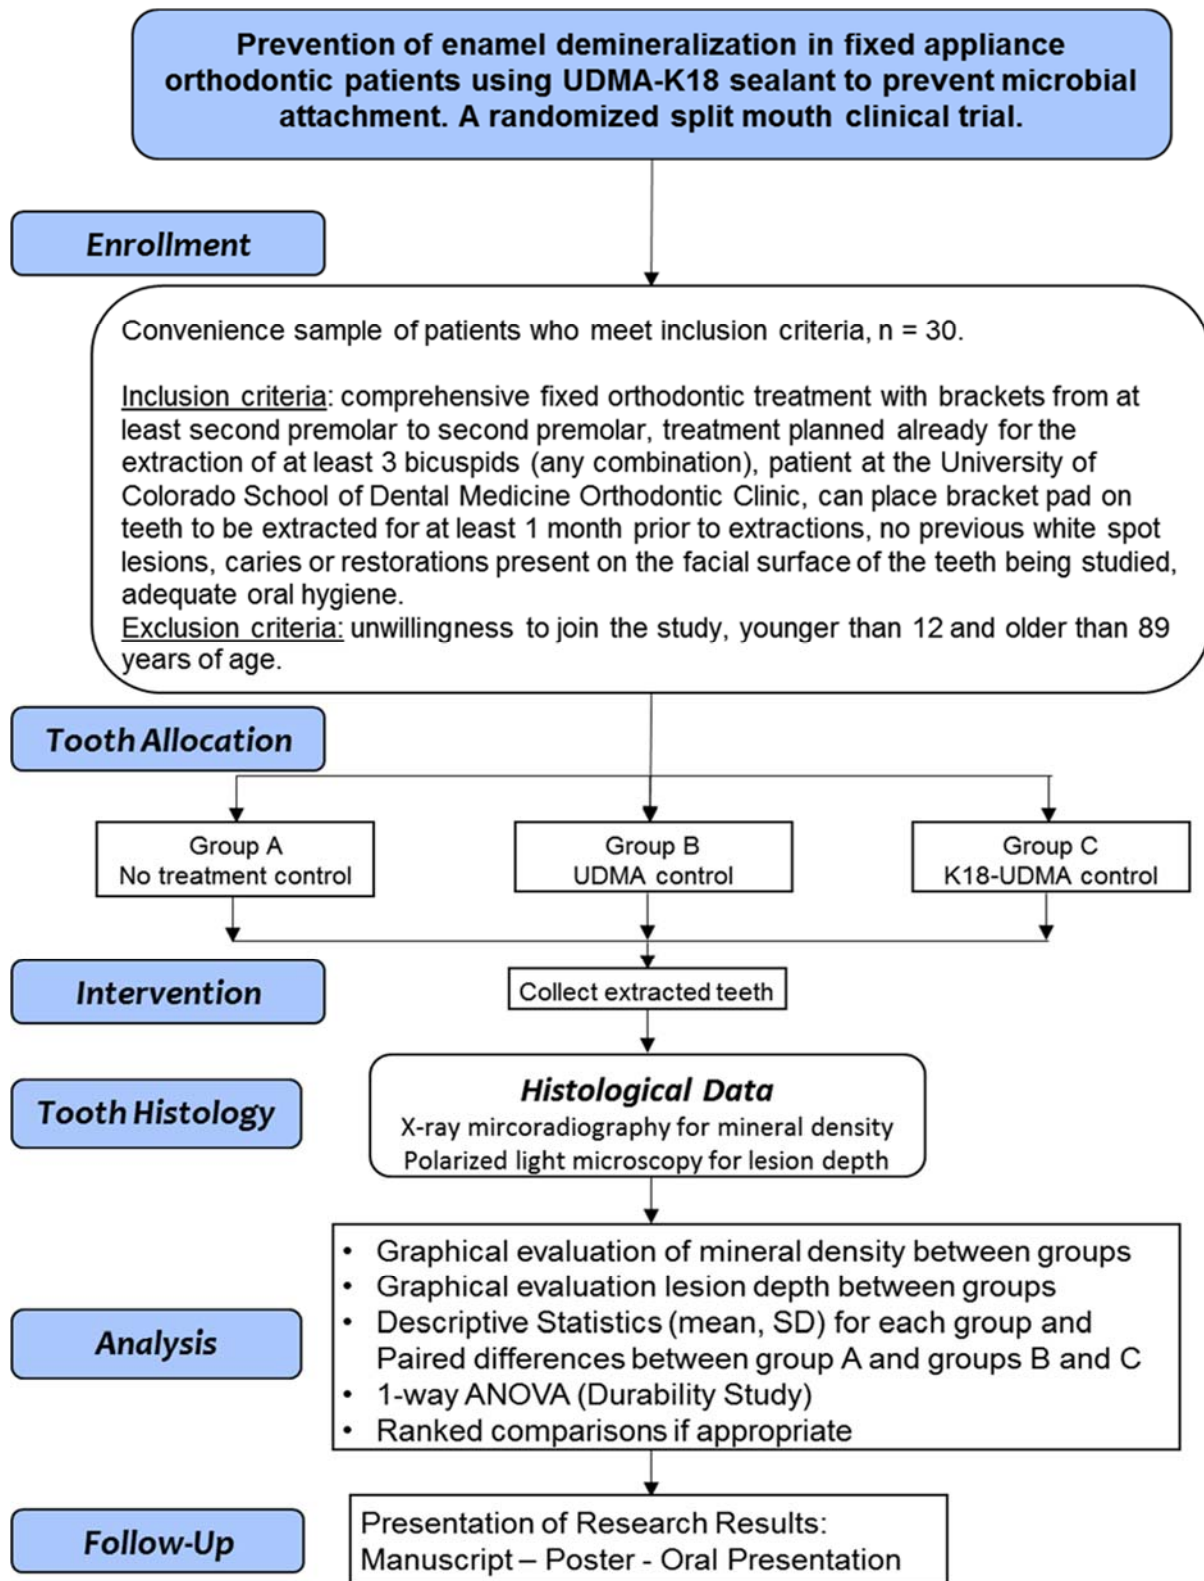 Prevention of enamel demineralization in fixed appliance
orthodontic patients using UDMA-K18 sealant to prevent microbial
attachment. A randomized split mouth clinical trial.
Enrollment
Convenience sample of patients who meet inclusion criteria, n = 30.
Inclusion criteria: comprehensive fixed orthodontic treatment with brackets from at
least second premolar to second premolar, treatment planned already for the
extraction of at least 3 bicuspids (any combination), patient at the University of
Colorado School of Dental Medicine Orthodontic Clinic, can place bracket pad on
teeth to be extracted for at least 1 month prior to extractions, no previous white spot
lesions, caries or restorations present on the facial surface of the teeth being studied,
adequate oral hygiene.
Exclusion criteria: unwillingness to join the study, younger than 12 and older than 89
years of age.
Tooth Allocation
Group A
No treatment control
Group B
UDMA control
Group C
K18-UDMA control
Intervention
Collect extracted teeth
Tooth Histology
Histological Data
X-ray mircoradiography for mineral density
Polarized light microscopy for lesion depth
Analysis
• Graphical evaluation of mineral density between groups
• Graphical evaluation lesion depth between groups
• Descriptive Statistics (mean, SD) for each group and
Paired differences between group A and groups B and C
• 1-way ANOVA (Durability Study)
• Ranked comparisons if appropriate
Follow-Up
Presentation of Research Results:
Manuscript – Poster - Oral Presentation